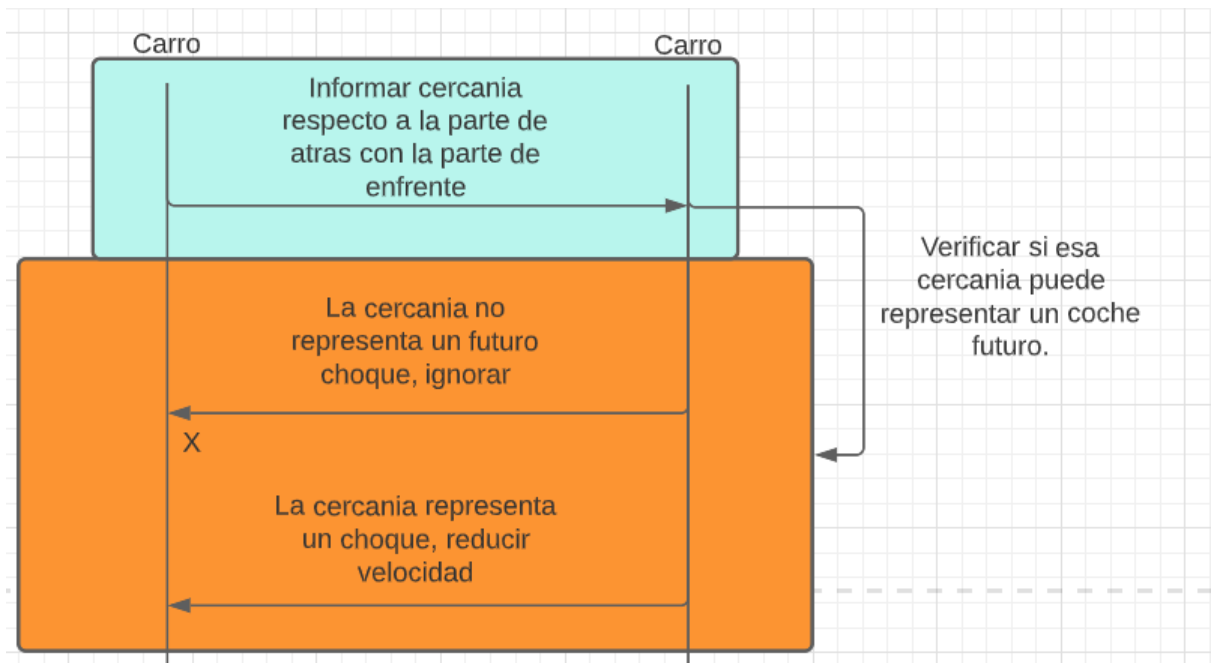 Carro
Carro
Informar cercania
respecto a la parte de
atras con la parte de
enfrente
Verificar si esa
cercania puede
representar un coche
futuro.
La cercania no
representa un futuro
choque, ignorar
X
La cercania representa
un choque, reducir
velocidad